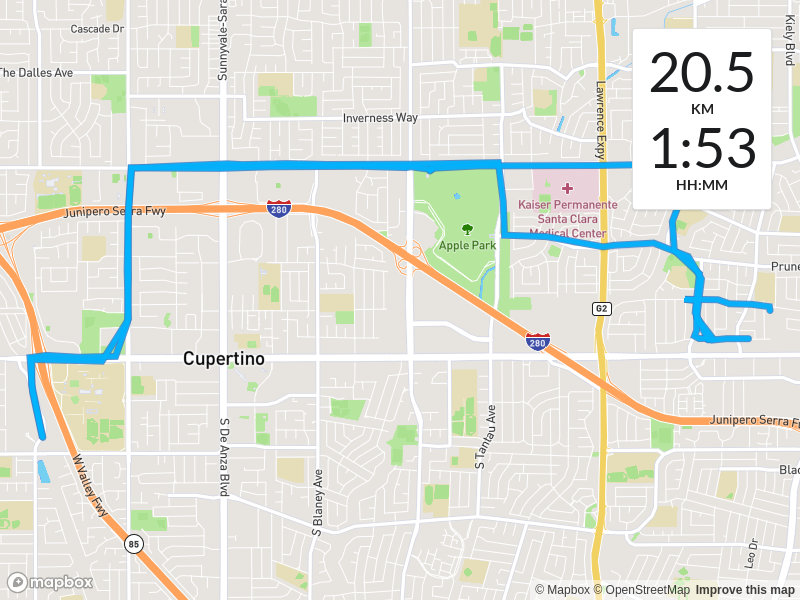 Cascade Dr
Sunnyvale-Sara
Kiely Blvd
The Dalles Ave
Lawrence Expy
20.5
KM
1:53
HH:MM
Inverness Way
Kaiser Permanente
Santa Clara
Medical Center
Junipero Serra Fwy
280
Apple Park
Prune
G2
280
Cupertino
S De Anza Blvd
S Blaney Ave
S Tantau Ave
Junipero Serra Fw
W Valley Fwy
Blac
85
Leo Dr
mapbox
© Mapbox © OpenStreetMap Improve this map